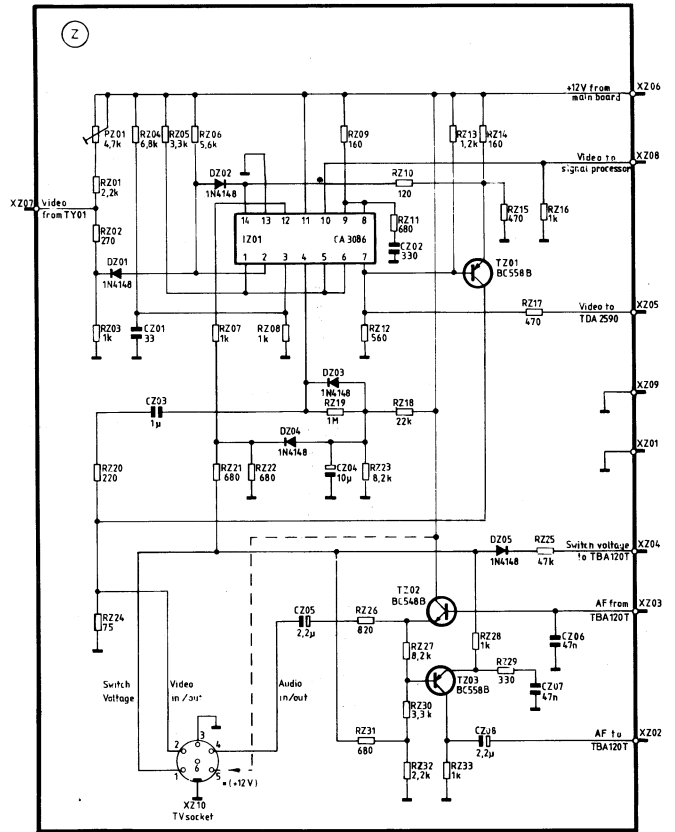 Z
+12V from
main board
XZ06
PZ01
4,7k
RZ04
6,8k
RZ05
3,3k
RZ06
5,6k
RZ09
160
RZ13
1,2k
RZ14
160
Video to
signal processor
XZ08
DZ02
1N4148
RZ10
120
RZ01
2,2k
XZ07
Video
from TY01
RZ11
680
RZ15
470
RZ16
1k
14 13 12 11 10 9 8
IZ01
CA 3086
1 2 3 4 5 6 7
RZ02
270
CZ02
330
DZ01
1N4148
TZ01
BC558B
RZ17
470
Video to
TDA 2590
XZ05
RZ03
1k
CZ01
33
RZ07
1k
RZ08
1k
RZ12
560
DZ03
1N4148
XZ09
CZ03
1µ
RZ19
1M
RZ18
22k
DZ04
1N4148
XZ01
RZ20
220
RZ21
680
RZ22
680
CZ04
10µ
RZ23
8,2k
DZ05
1N4148
RZ25
47k
Switch voltage
to TBA120T
XZ04
TZ02
BC548B
AF from
TBA120T
XZ03
RZ24
75
CZ05
2,2µ
RZ26
820
CZ06
47n
RZ27
8,2k
RZ28
1k
RZ29
330
TZ03
BC558B
CZ07
47n
Switch
Voltage
Video
in/out
Audio
in/out
RZ30
3,3k
RZ31
680
CZ08
2,2µ
AF to
TBA120T
XZ02
RZ32
2,2k
RZ33
1k
3
2 4
6
1 5
*(+12V)
XZ10
TV socket